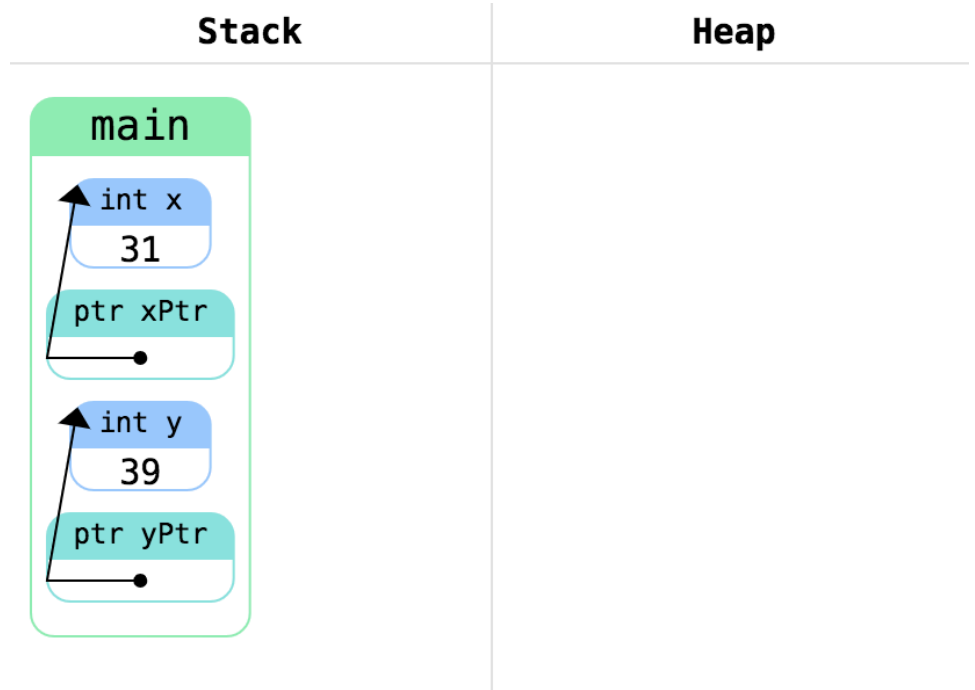 Stack
Heap
main
int x
31
ptr xPtr
int y
39
ptr yPtr